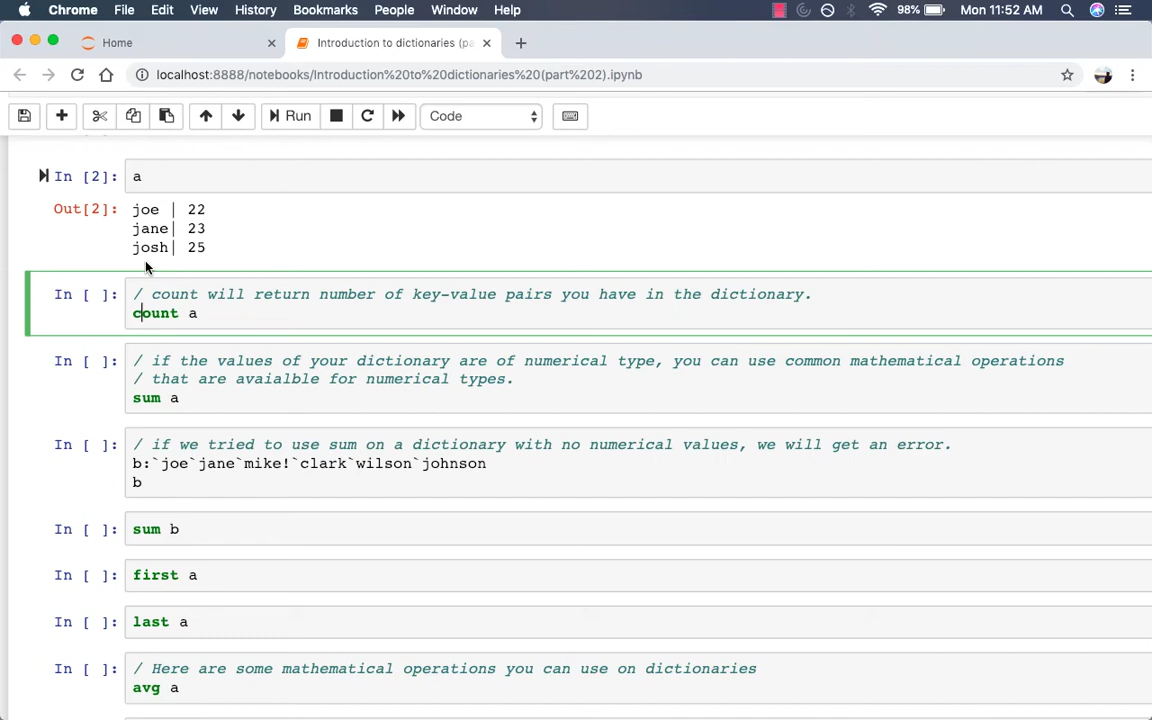 Chrome File Edit View History Bookmarks People Window Help 98% Mon 11:52 AM
Home Introduction to dictionaries (pa
localhost:8888/notebooks/Introduction%20to%20dictionaries%20(part%202).ipynb
Run Code
In [2]: a
Out[2]: joe | 22
jane| 23
josh| 25
In [ ]: / count will return number of key-value pairs you have in the dictionary.
count a
In [ ]: / if the values of your dictionary are of numerical type, you can use common mathematical operations
/ that are avaialble for numerical types.
sum a
In [ ]: / if we tried to use sum on a dictionary with no numerical values, we will get an error.
b:`joe`jane`mike!`clark`wilson`johnson
b
In [ ]: sum b
In [ ]: first a
In [ ]: last a
In [ ]: / Here are some mathematical operations you can use on dictionaries
avg a